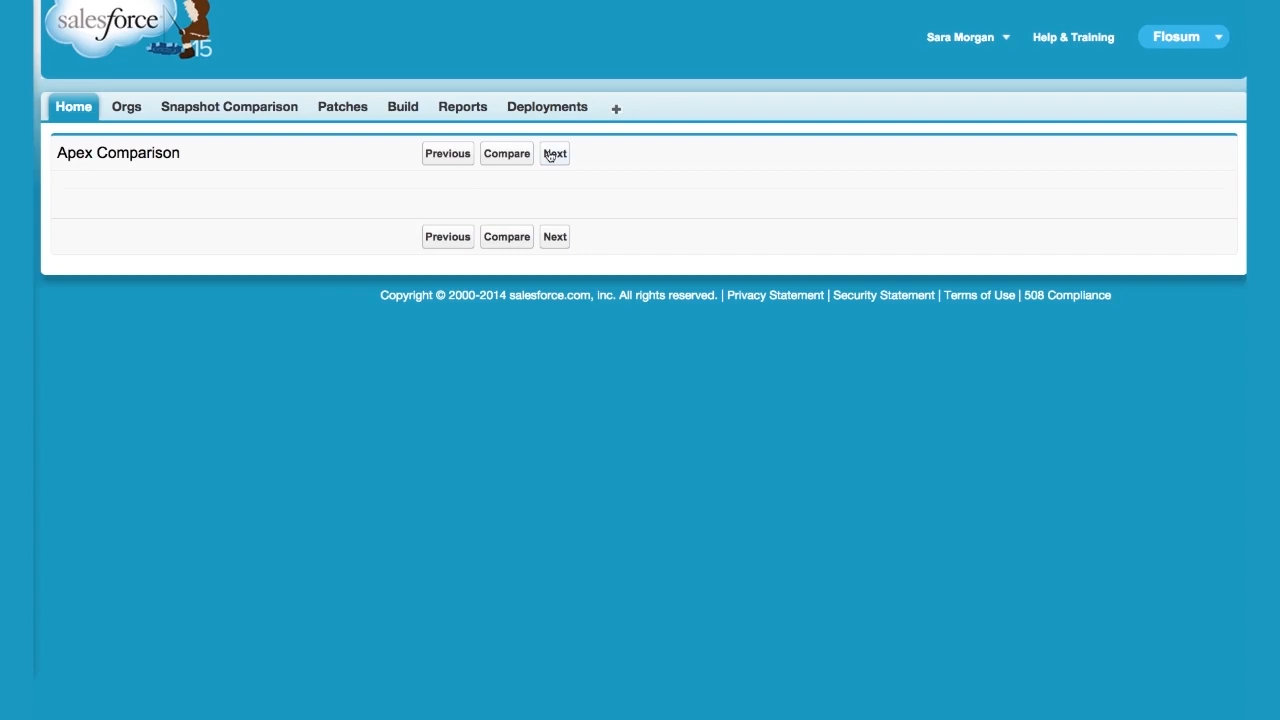 salesforce
15
Sara Morgan
Help & Training
Flosum
Home Orgs Snapshot Comparison Patches Build Reports Deployments +
Apex Comparison
Previous Compare Next
Previous Compare Next
Copyright © 2000-2014 salesforce.com, inc. All rights reserved. | Privacy Statement | Security Statement | Terms of Use | 508 Compliance